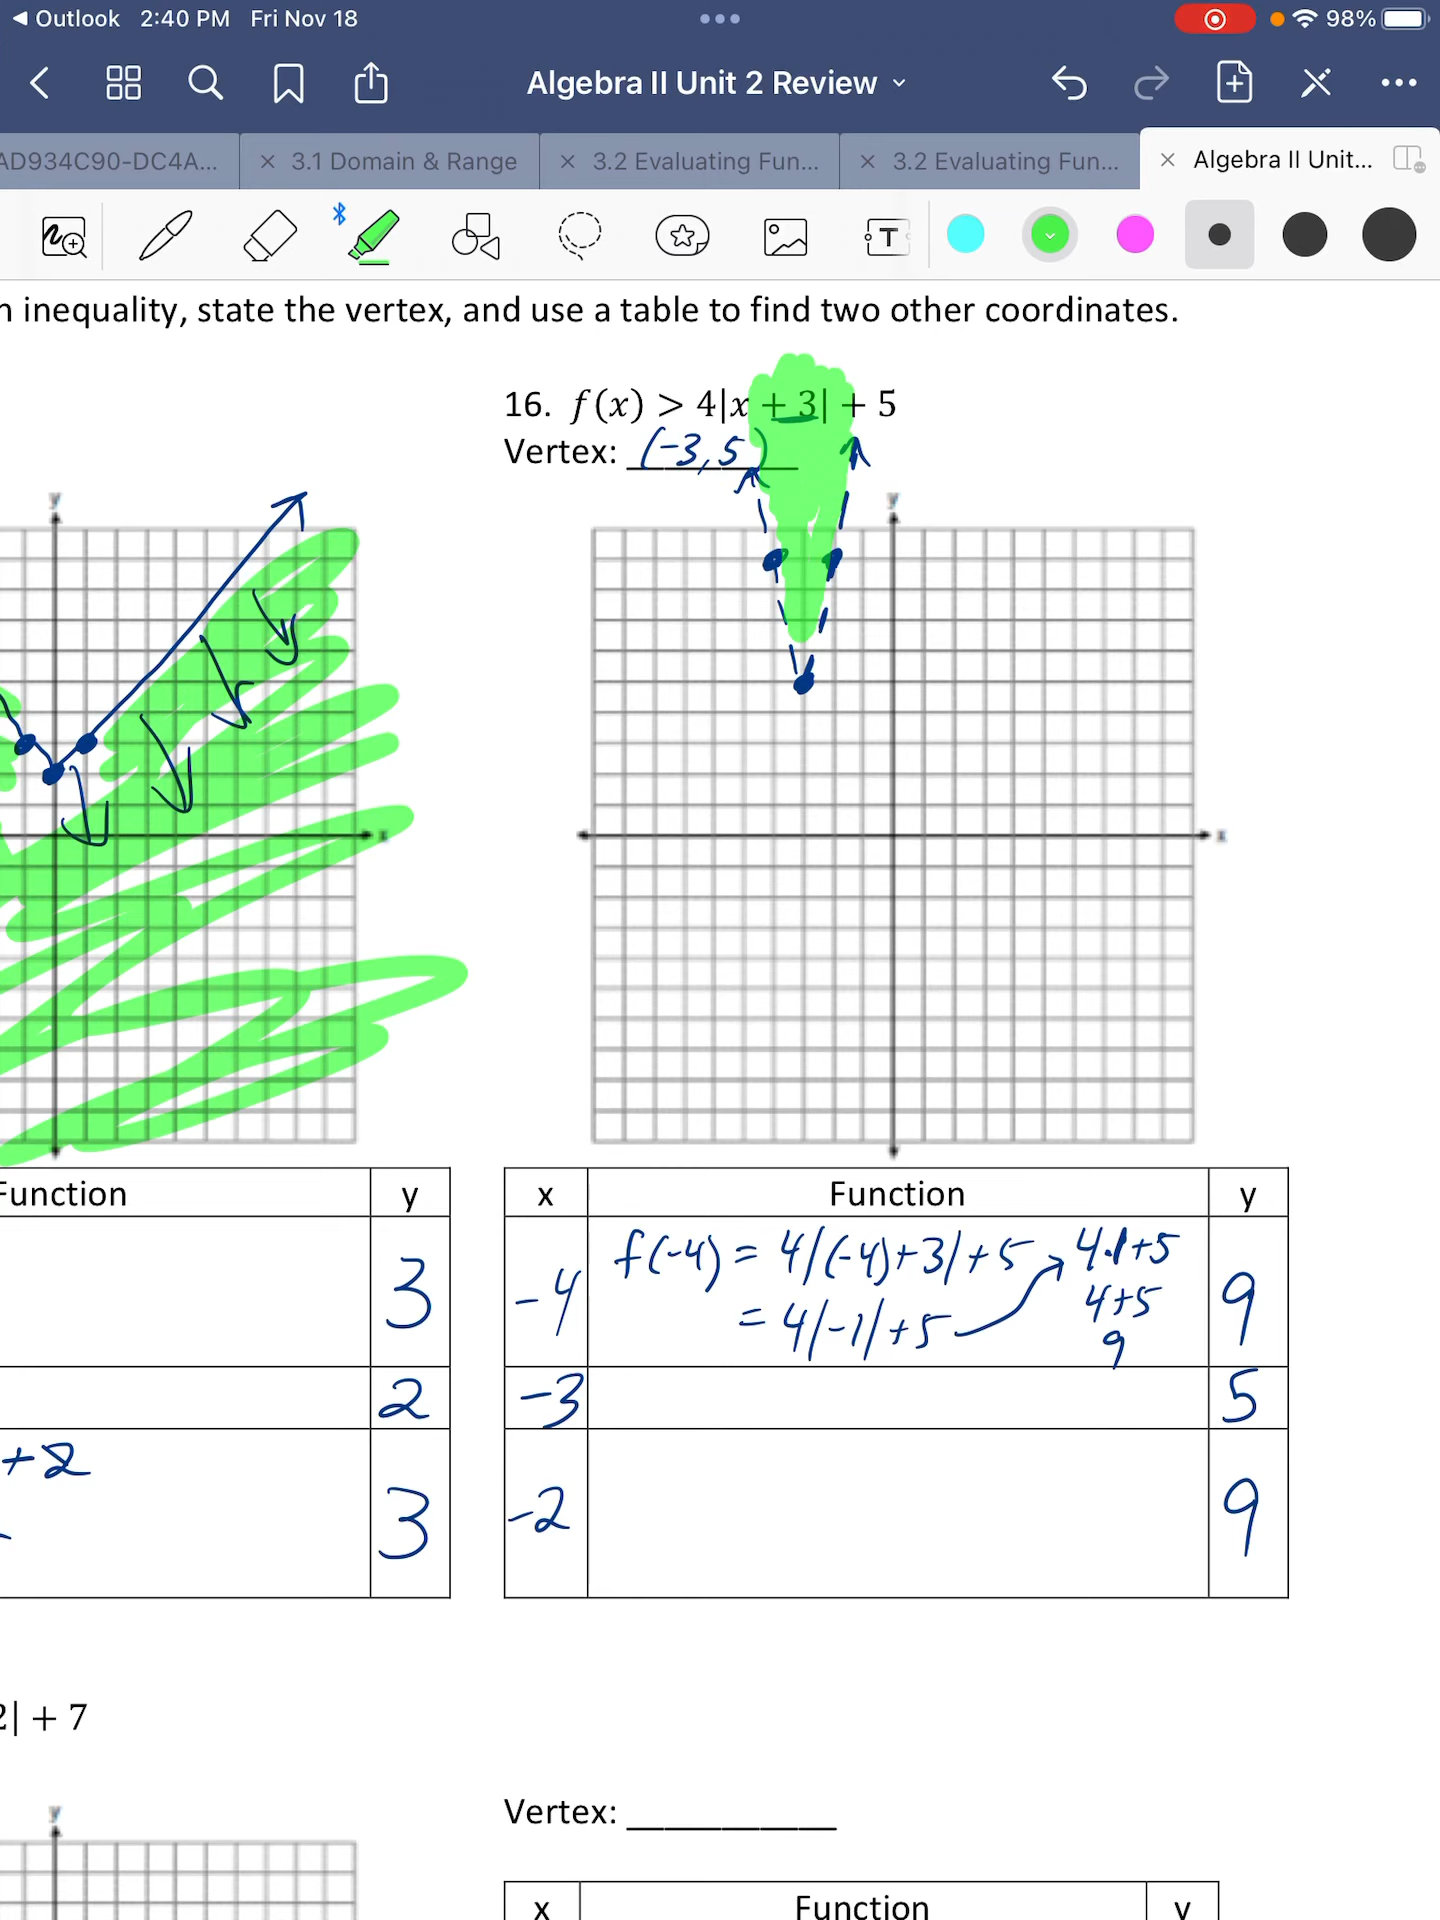 Outlook 2:40 PM Fri Nov 18 98%
Algebra II Unit 2 Review
AD934C90-DC4A... × 3.1 Domain & Range × 3.2 Evaluating Fun... × 3.2 Evaluating Fun... × Algebra II Unit...
T
n inequality, state the vertex, and use a table to find two other coordinates.
16. f(x) > 4|x + 3| + 5
Vertex: (-3,5)
y
x
y
x
Function y
3
2
+2
3
x Function y
-4 f(-4) = 4|(-4)+3|+5 4·1+5 9
= 4|-1|+5 4+5
9
-3 5
-2 9
2| + 7
y
Vertex: ___________
x Function y